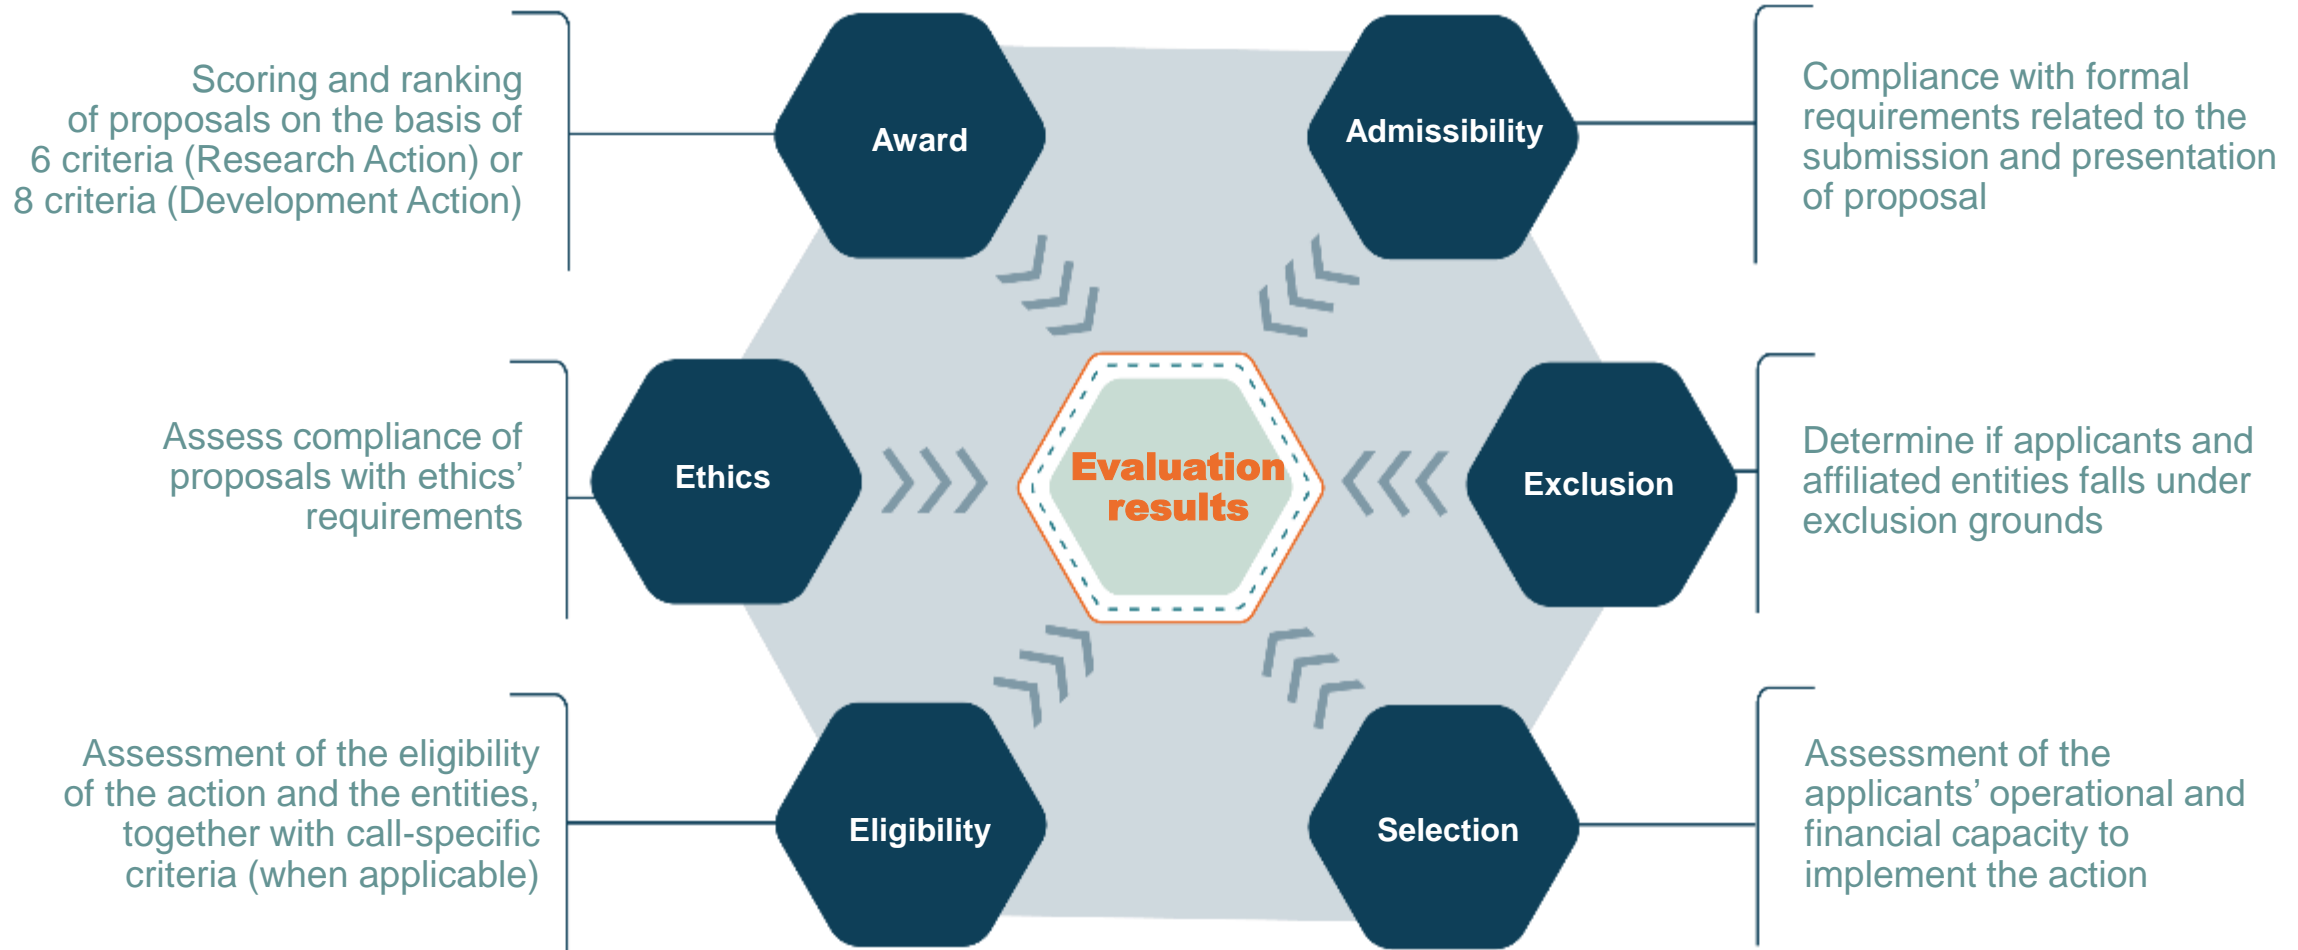 Scoring and ranking
of proposals on the basis of
6 criteria (Research Action) or
8 criteria (Development Action)
Award
Admissibility
Compliance with formal
requirements related to the
submission and presentation
of proposal
Assess compliance of
proposals with ethics’
requirements
Ethics
Evaluation
results
Exclusion
Determine if applicants and
affiliated entities falls under
exclusion grounds
Assessment of the eligibility
of the action and the entities,
together with call-specific
criteria (when applicable)
Eligibility
Selection
Assessment of the
applicants’ operational and
financial capacity to
implement the action